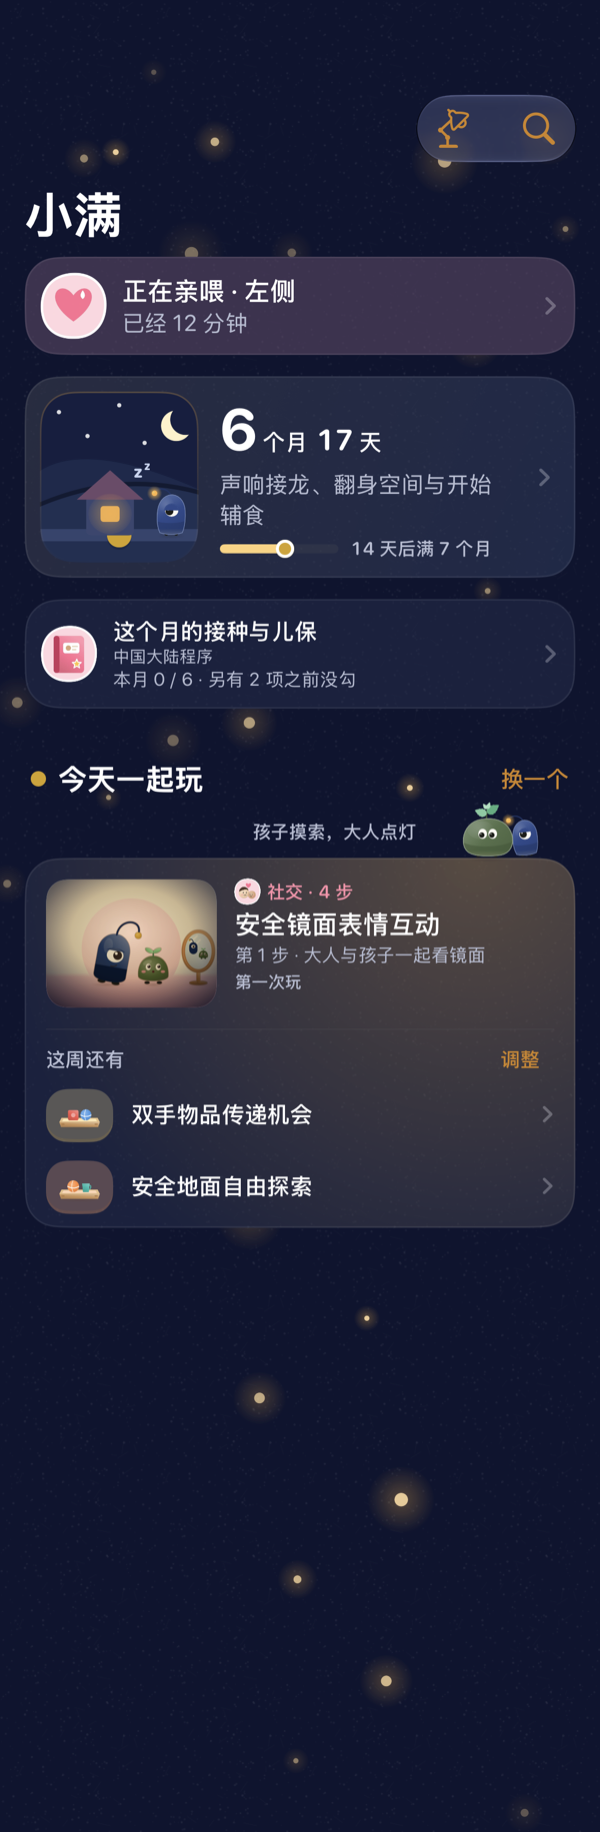 小满
正在亲喂 · 左侧
已经 12 分钟
6 个月 17 天
声响接龙、翻身空间与开始
辅食
14 天后满 7 个月
z z
这个月的接种与儿保
中国大陆程序
本月 0 / 6 · 另有 2 项之前没勾
今天一起玩
换一个
孩子摸索，大人点灯
社交 · 4 步
安全镜面表情互动
第 1 步 · 大人与孩子一起看镜面
第一次玩
这周还有
调整
双手物品传递机会
安全地面自由探索